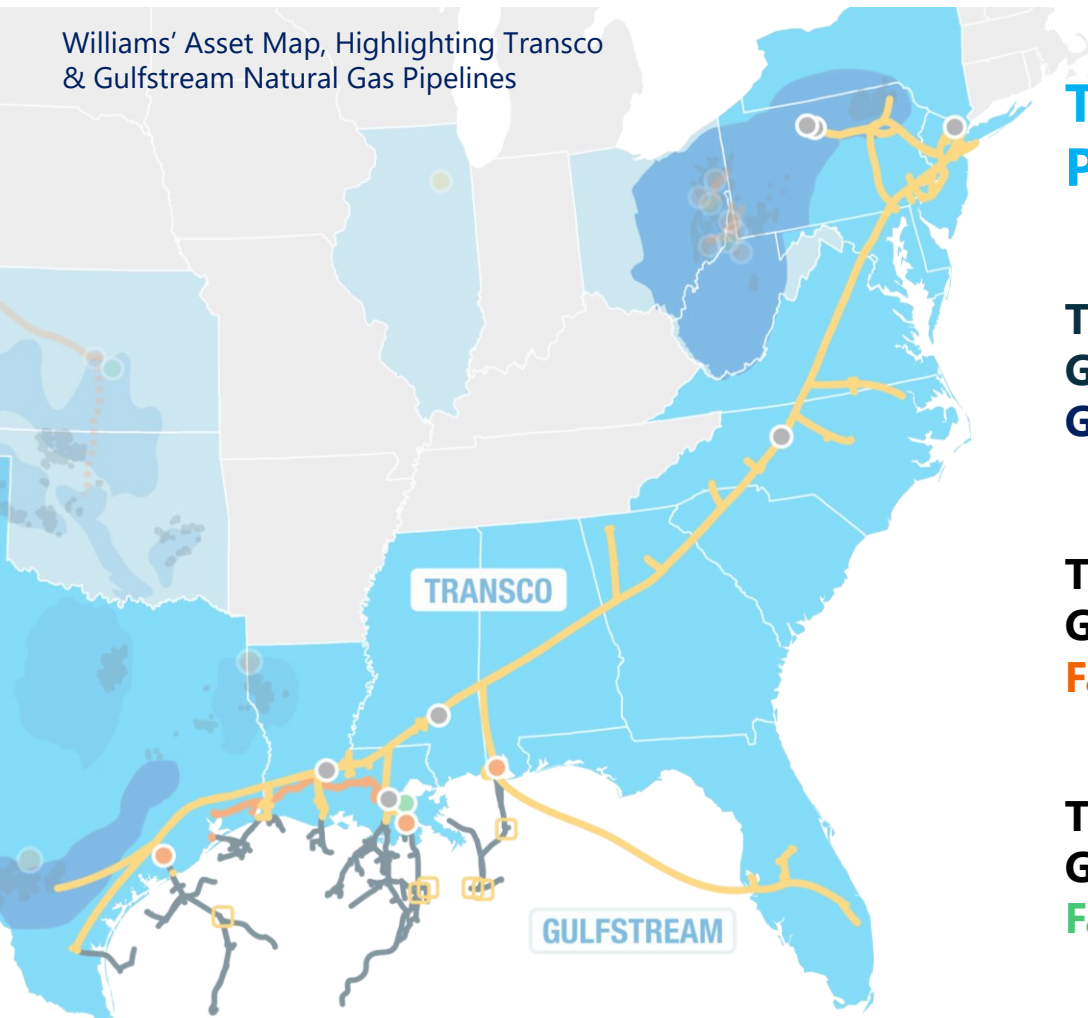 Williams’ Asset Map, Highlighting Transco
& Gulfstream Natural Gas Pipelines
TRANSCO
GULFSTREAM